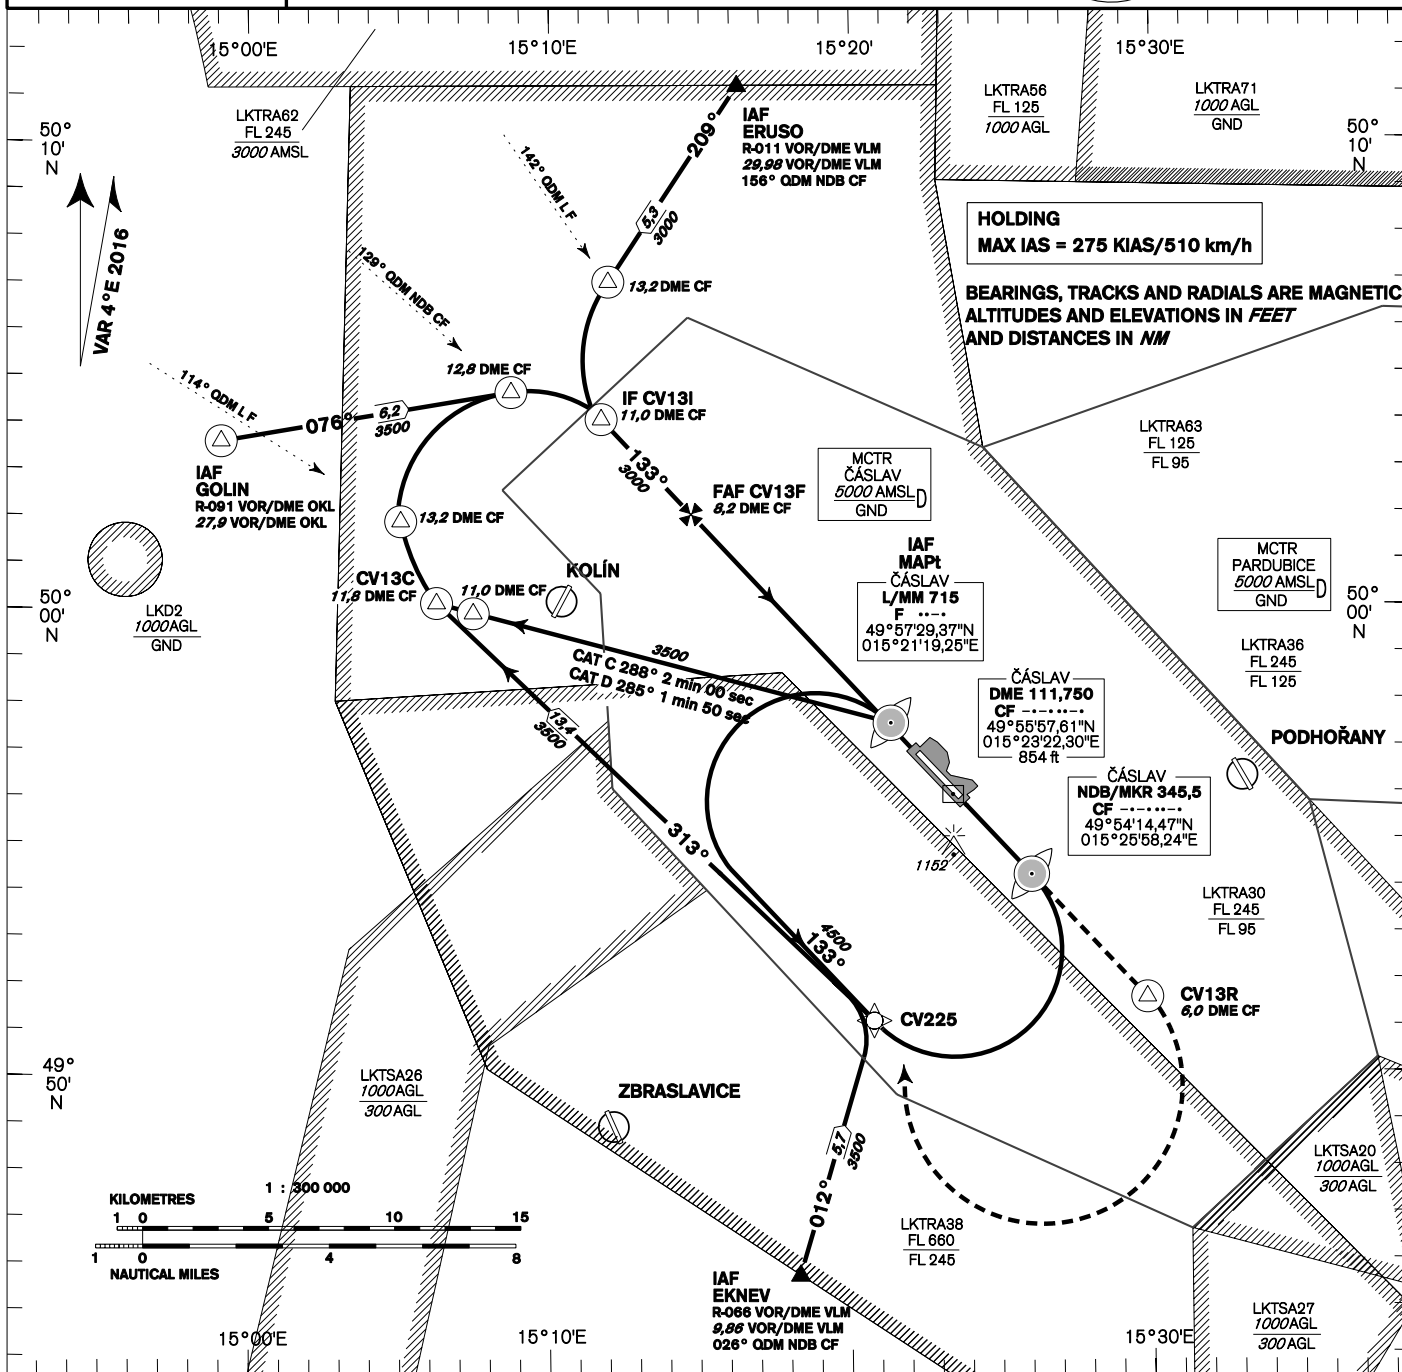 15°00'E
15°10'E
15°20'
15°30'E
LKTRA62
FL 245
3000 AMSL
50°
10'
N
IAF
ERUSO
R-011 VOR/DME VLM
29,98 VOR/DME VLM
156° QDM NDB CF
LKTRA56
FL 125
1000 AGL
LKTRA71
1000 AGL
GND
50°
10'
N
209°
5,3
3000
142° QDM L F
VAR 4°E 2016
HOLDING
MAX IAS = 275 KIAS/510 km/h
BEARINGS, TRACKS AND RADIALS ARE MAGNETIC
ALTITUDES AND ELEVATIONS IN FEET
AND DISTANCES IN NM
129° QDM NDB CF
13,2 DME CF
12,8 DME CF
114° QDM L F
IF CV13I
11,0 DME CF
076°
6,2
3500
133°
3000
LKTRA63
FL 125
FL 95
IAF
GOLIN
R-091 VOR/DME OKL
27,9 VOR/DME OKL
FAF CV13F
8,2 DME CF
MCTR
ČÁSLAV
5000 AMSL
GND
D
13,2 DME CF
IAF
MAPt
ČÁSLAV
L/MM 715
F ··-·
49°57'29,37"N
015°21'19,25"E
MCTR
PARDUBICE
5000 AMSL
GND
D
KOLÍN
CV13C
11,8 DME CF
11,0 DME CF
50°
00'
N
LKD2
1000AGL
GND
50°
00'
N
LKTRA36
FL 245
FL 125
3500
CAT C 288° 2 min 00 sec
CAT D 285° 1 min 50 sec
ČÁSLAV
DME 111,750
CF -·-···-·
49°55'57,61"N
015°23'22,30"E
854 ft
13,4
3500
PODHOŘANY
ČÁSLAV
NDB/MKR 345,5
CF -·-···-·
49°54'14,47"N
015°25'58,24"E
313°
1152
LKTRA30
FL 245
FL 95
4500
133°
CV13R
6,0 DME CF
CV225
49°
50'
N
LKTSA26
1000AGL
300AGL
ZBRASLAVICE
5,7
3500
LKTSA20
1000AGL
300AGL
012°
1 : 300 000
KILOMETRES
1 0 5 10 15
1 0 4 8
NAUTICAL MILES
LKTRA38
FL 660
FL 245
IAF
EKNEV
R-066 VOR/DME VLM
9,86 VOR/DME VLM
026° QDM NDB CF
LKTSA27
1000AGL
300AGL
15°00'E
15°10'E
15°30'E